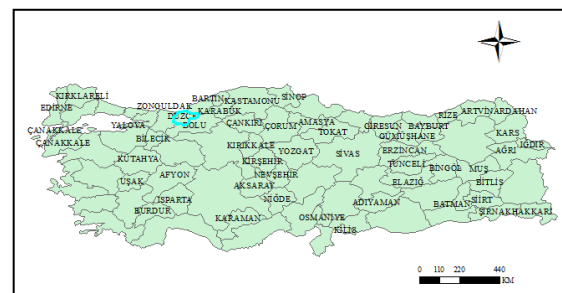 KIRKLARELİ
EDİRNE
ÇANAKKALE
ÇANAKKALE
YALOVA
BİLECİK
KÜTAHYA
UŞAK
AFYON
ISPARTA
BURDUR
ZONGULDAK
BARTIN
KARABÜK
BOLU
KASTAMONU
SİNOP
ÇANKIRI
ÇORUM
AMASYA
TOKAT
KIRIKKALE
KIRŞEHİR
YOZGAT
NEVŞEHİR
AKSARAY
NİĞDE
KARAMAN
SİVAS
OSMANİYE
KİLİS
ADIYAMAN
GİRESUN
GÜMÜŞHANE
BAYBURT
RİZE
ARTVİN
ARDAHAN
KARS
IĞDIR
AĞRI
ERZİNCAN
TUNCELİ
BİNGÖL
MUŞ
ELAZIĞ
BİTLİS
BATMAN
SİİRT
ŞIRNAK
HAKKARİ
0 110 220 440
KM